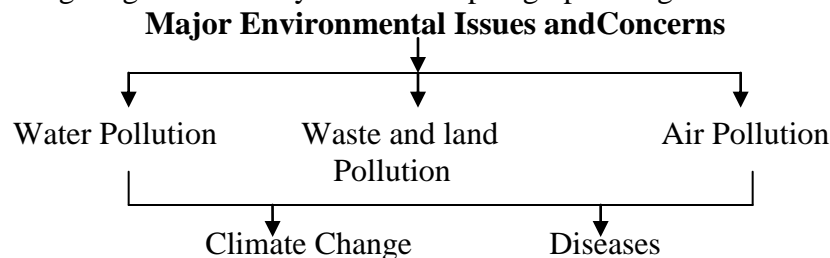 Major Environmental Issues andConcerns
Water Pollution Waste and land Pollution Air Pollution
Climate Change Diseases